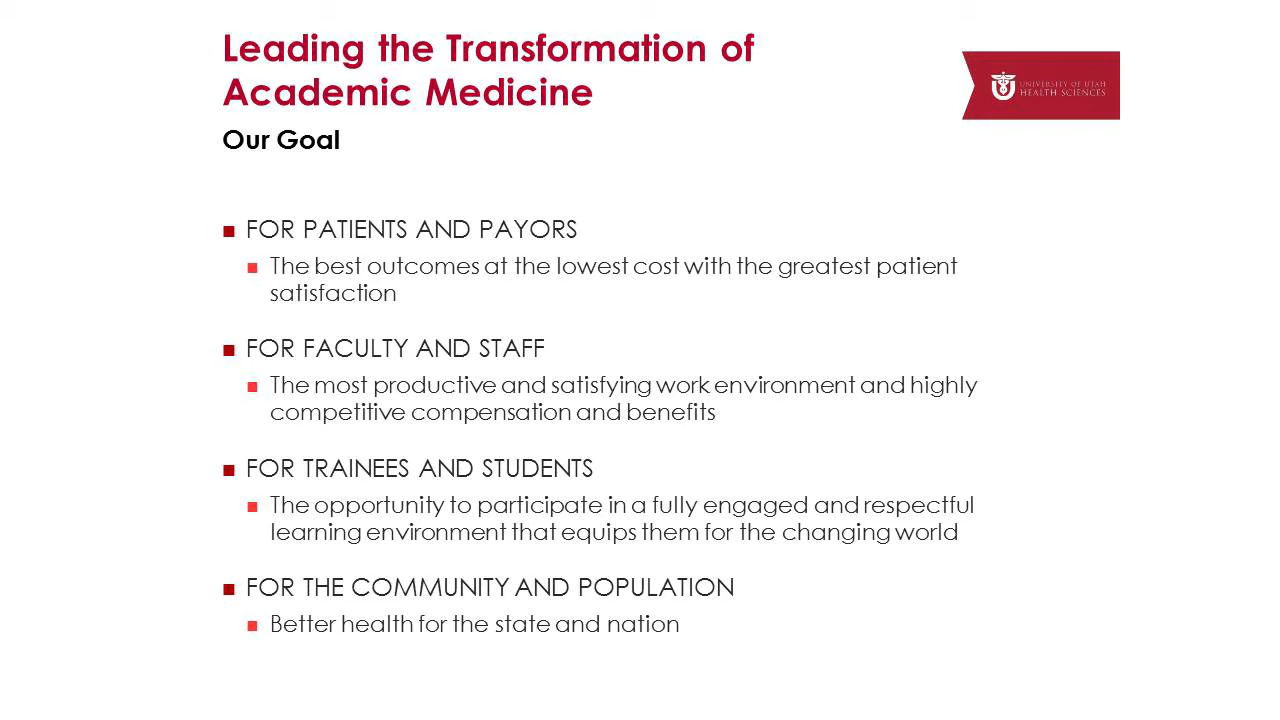 Leading the Transformation of
Academic Medicine
UNIVERSITY OF UTAH
HEALTH SCIENCES
Our Goal
FOR PATIENTS AND PAYORS
The best outcomes at the lowest cost with the greatest patient
satisfaction
FOR FACULTY AND STAFF
The most productive and satisfying work environment and highly
competitive compensation and benefits
FOR TRAINEES AND STUDENTS
The opportunity to participate in a fully engaged and respectful
learning environment that equips them for the changing world
FOR THE COMMUNITY AND POPULATION
Better health for the state and nation